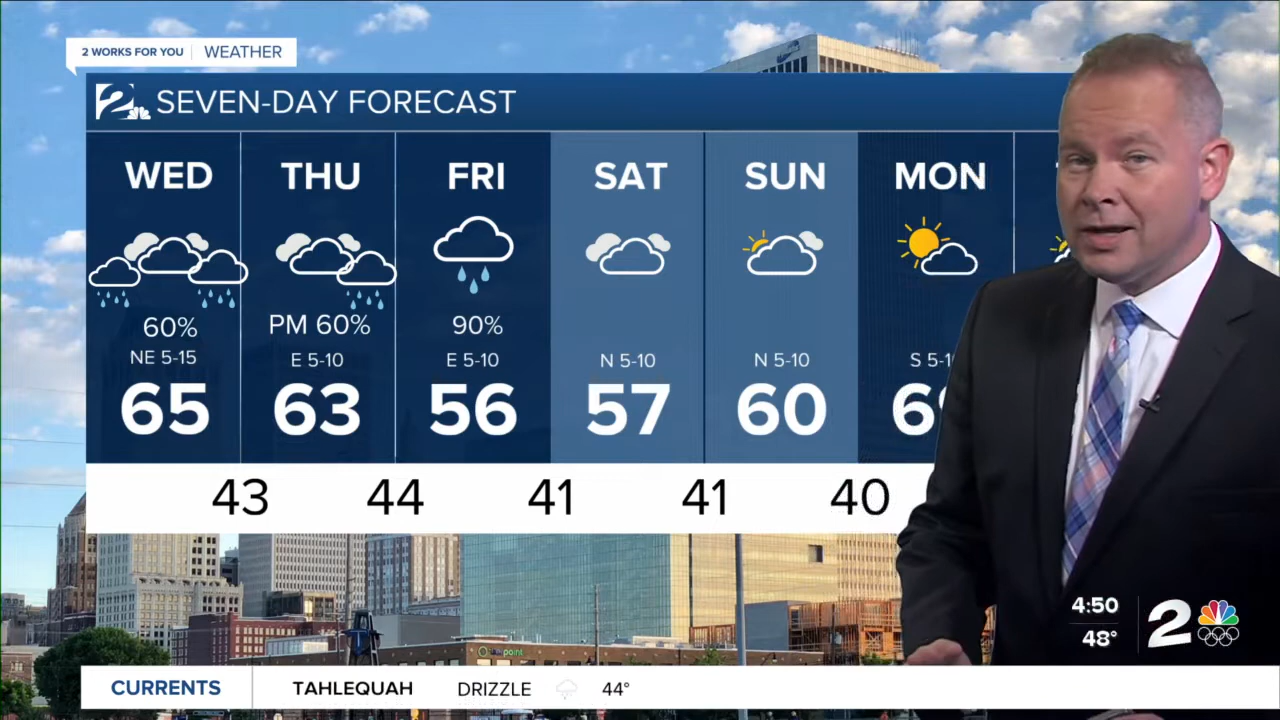 2 WORKS FOR YOU WEATHER
2 SEVEN-DAY FORECAST
WED THU FRI SAT SUN MON
60% PM 60% 90%
NE 5-15 E 5-10 E 5-10 N 5-10 N 5-10 S
65 63 56 57 60
43 44 41 41 40
4:50
48°
2
CURRENTS TAHLEQUAH DRIZZLE 44°